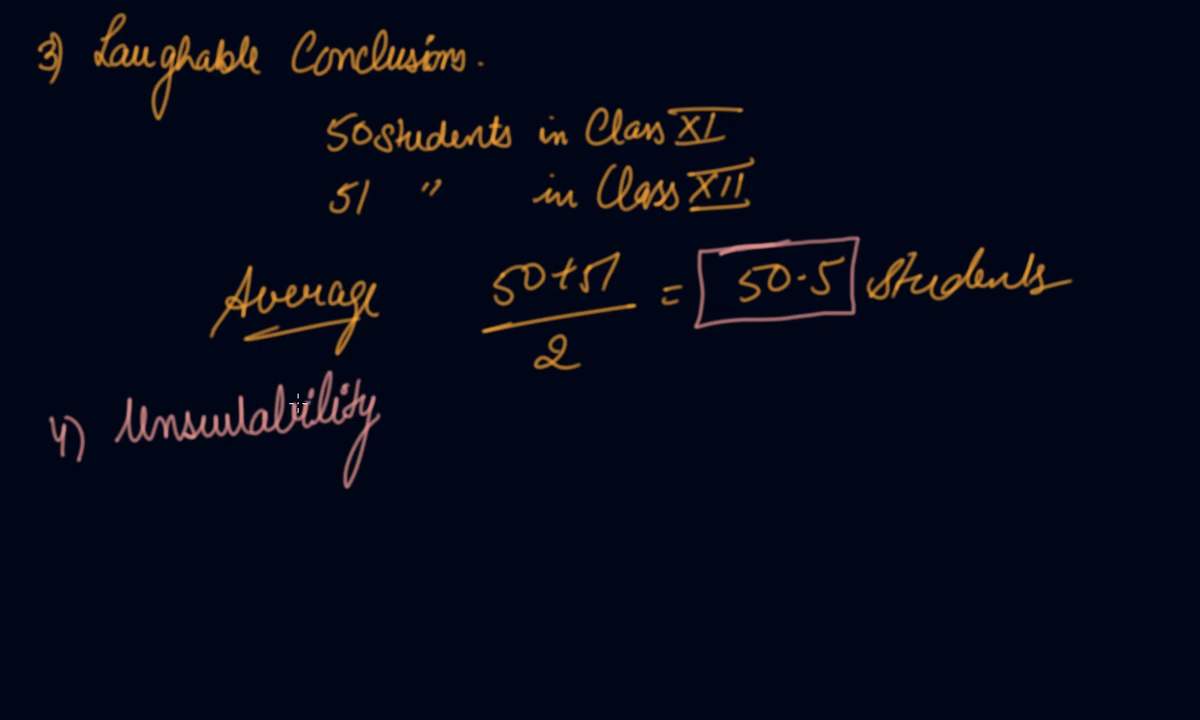 3) Laughable Conclusions.
50 students in Class XI
51 " in Class XII
Average 50+51 / 2 = 50.5 students
4) Unsuitability